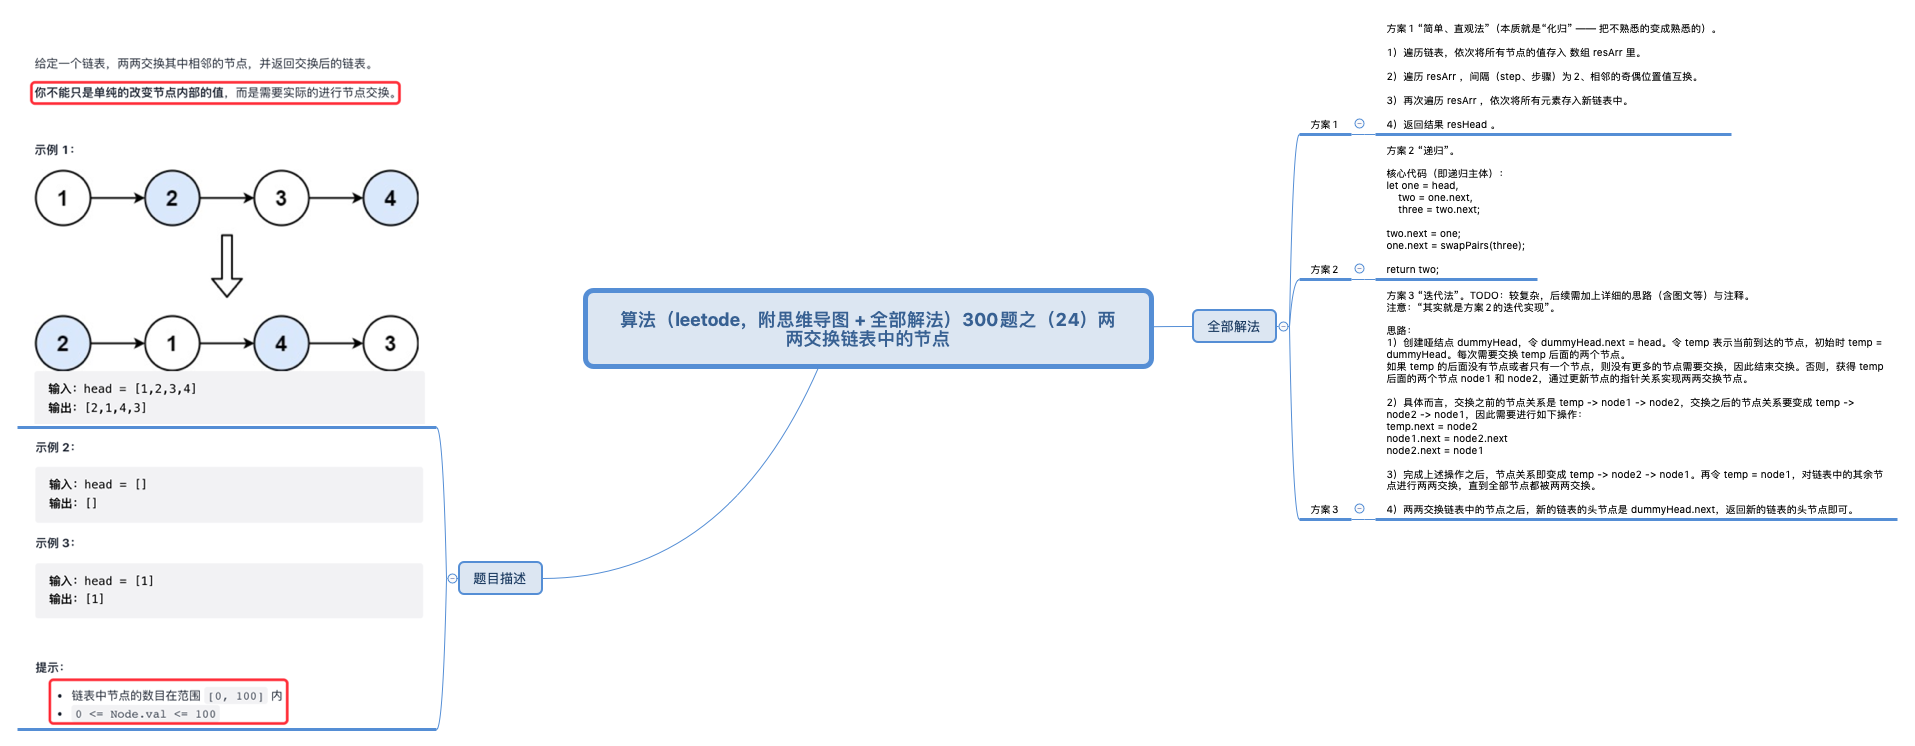 给定一个链表，两两交换其中相邻的节点，并返回交换后的链表。
你不能只是单纯的改变节点内部的值，而是需要实际的进行节点交换。
示例 1：
1
2
3
4
2
1
4
3
输入：head = [1,2,3,4]
输出：[2,1,4,3]
示例 2：
输入：head = []
输出：[]
示例 3：
输入：head = [1]
输出：[1]
提示：
• 链表中节点的数目在范围 [0, 100] 内
• 0 <= Node.val <= 100
题目描述
算法（leetode，附思维导图 + 全部解法）300题之（24）两
两交换链表中的节点
全部解法
方案 1
方案 1 “简单、直观法”（本质就是“化归” —— 把不熟悉的变成熟悉的）。
1）遍历链表，依次将所有节点的值存入 数组 resArr 里。
2）遍历 resArr ，间隔（step、步骤）为 2、相邻的奇偶位置值互换。
3）再次遍历 resArr ，依次将所有元素存入新链表中。
4）返回结果 resHead 。
方案 2
方案 2 “递归”。
核心代码（即递归主体）：
let one = head,
two = one.next,
three = two.next;
two.next = one;
one.next = swapPairs(three);
return two;
方案 3
方案 3 “迭代法”。TODO：较复杂，后续需加上详细的思路（含图文等）与注释。
注意：“其实就是方案 2 的迭代实现”。
思路：
1）创建哑结点 dummyHead，令 dummyHead.next = head。令 temp 表示当前到达的节点，初始时 temp =
dummyHead。每次需要交换 temp 后面的两个节点。
如果 temp 的后面没有节点或者只有一个节点，则没有更多的节点需要交换，因此结束交换。否则，获得 temp
后面的两个节点 node1 和 node2，通过更新节点的指针关系实现两两交换节点。
2）具体而言，交换之前的节点关系是 temp -> node1 -> node2，交换之后的节点关系要变成 temp ->
node2 -> node1，因此需要进行如下操作：
temp.next = node2
node1.next = node2.next
node2.next = node1
3）完成上述操作之后，节点关系即变成 temp -> node2 -> node1。再令 temp = node1，对链表中的其余节
点进行两两交换，直到全部节点都被两两交换。
4）两两交换链表中的节点之后，新的链表的头节点是 dummyHead.next，返回新的链表的头节点即可。